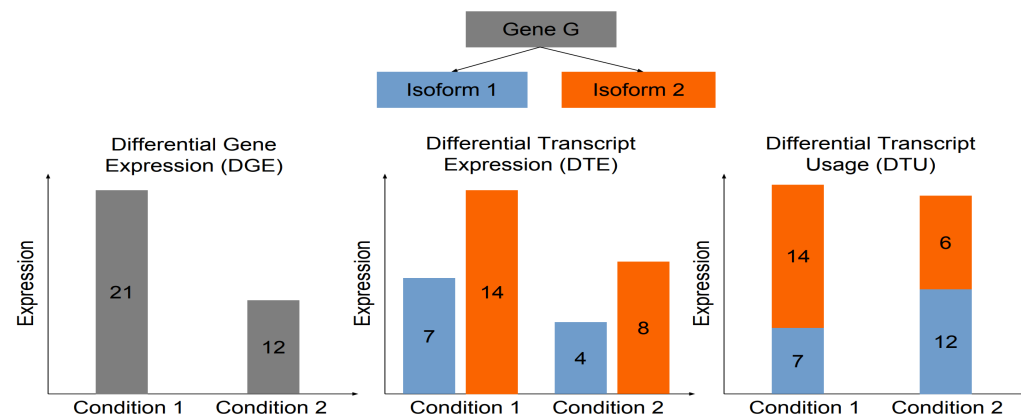 Gene G
Isoform 1
Isoform 2
Differential Gene
Expression (DGE)
Expression
21
12
Condition 1
Condition 2
Differential Transcript
Expression (DTE)
Expression
7
14
4
8
Condition 1
Condition 2
Differential Transcript
Usage (DTU)
Expression
14
7
6
12
Condition 1
Condition 2